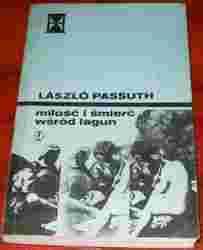 LÁSZLÓ PASSUTH
miłość i śmierć
wśród lagun